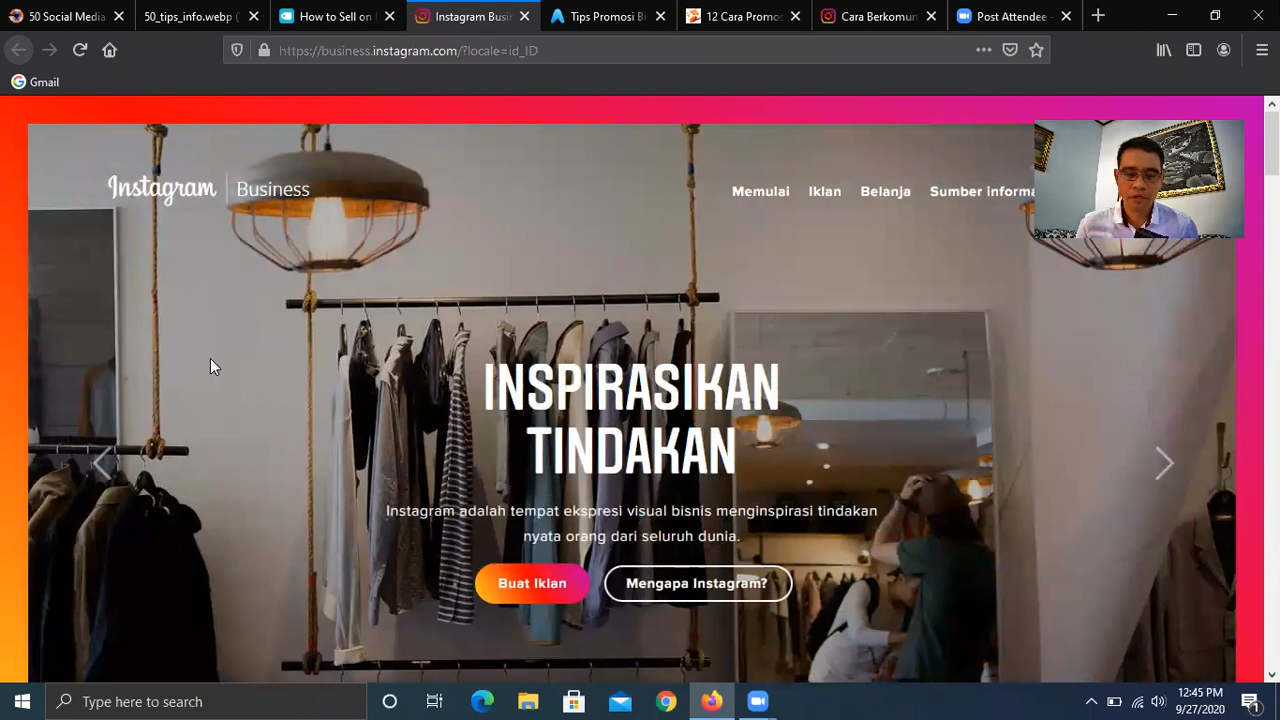 50 Social Media
50_tips_info.webp (
How to Sell on
Instagram Busin
Tips Promosi Bi
12 Cara Promos
Cara Berkomun
Post Attendee -
https://business.instagram.com/?locale=id_ID
Gmail
Instagram Business
Memulai Iklan Belanja Sumber informa
INSPIRASIKAN
TINDAKAN
Instagram adalah tempat ekspresi visual bisnis menginspirasi tindakan
nyata orang dari seluruh dunia.
Buat Iklan
Mengapa Instagram?
Type here to search
12:45 PM
9/27/2020
1